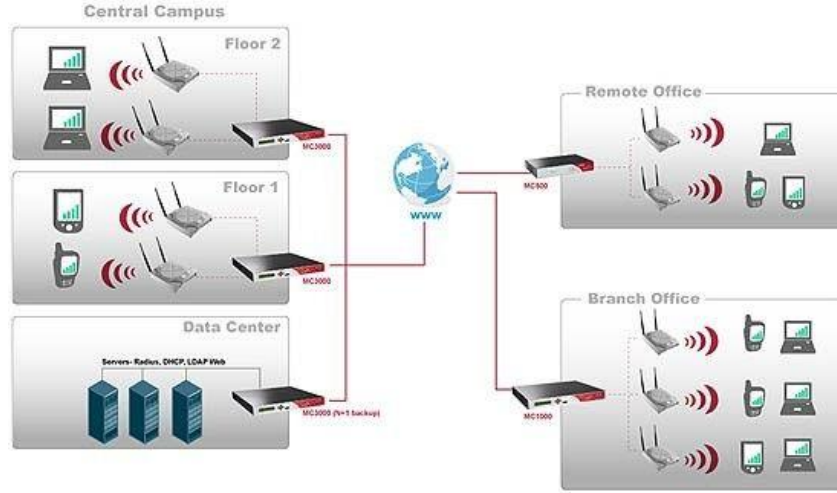 Central Campus
Floor 2
MC3000
Floor 1
MC3000
Data Center
Servers- Radius, DHCP, LDAP Web
MC3000 (N+1 backup)
www
Remote Office
MC500
Branch Office
MC1000